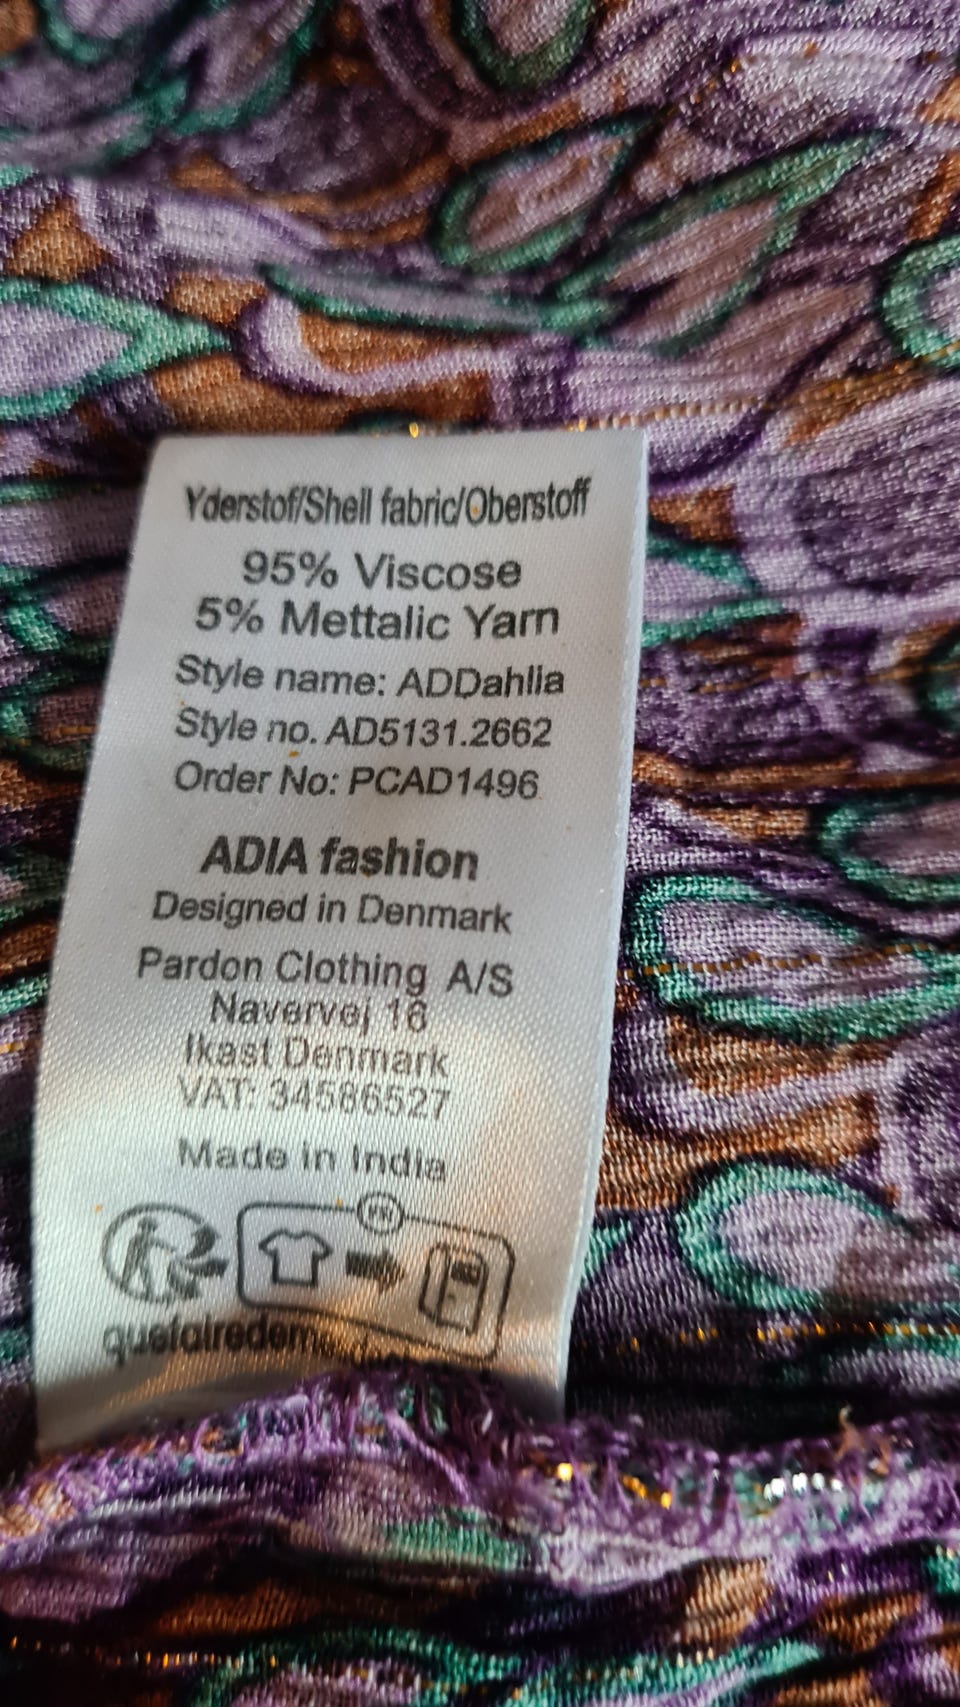 Yderstof/Shell fabric/Oberstoff
95% Viscose
5% Mettalic Yarn
Style name: ADDahlia
Style no. AD5131.2662
Order No: PCAD1496
ADIA fashion
Designed in Denmark
Pardon Clothing A/S
Navervej 16
Ikast Denmark
VAT: 34586527
Made in India
FR